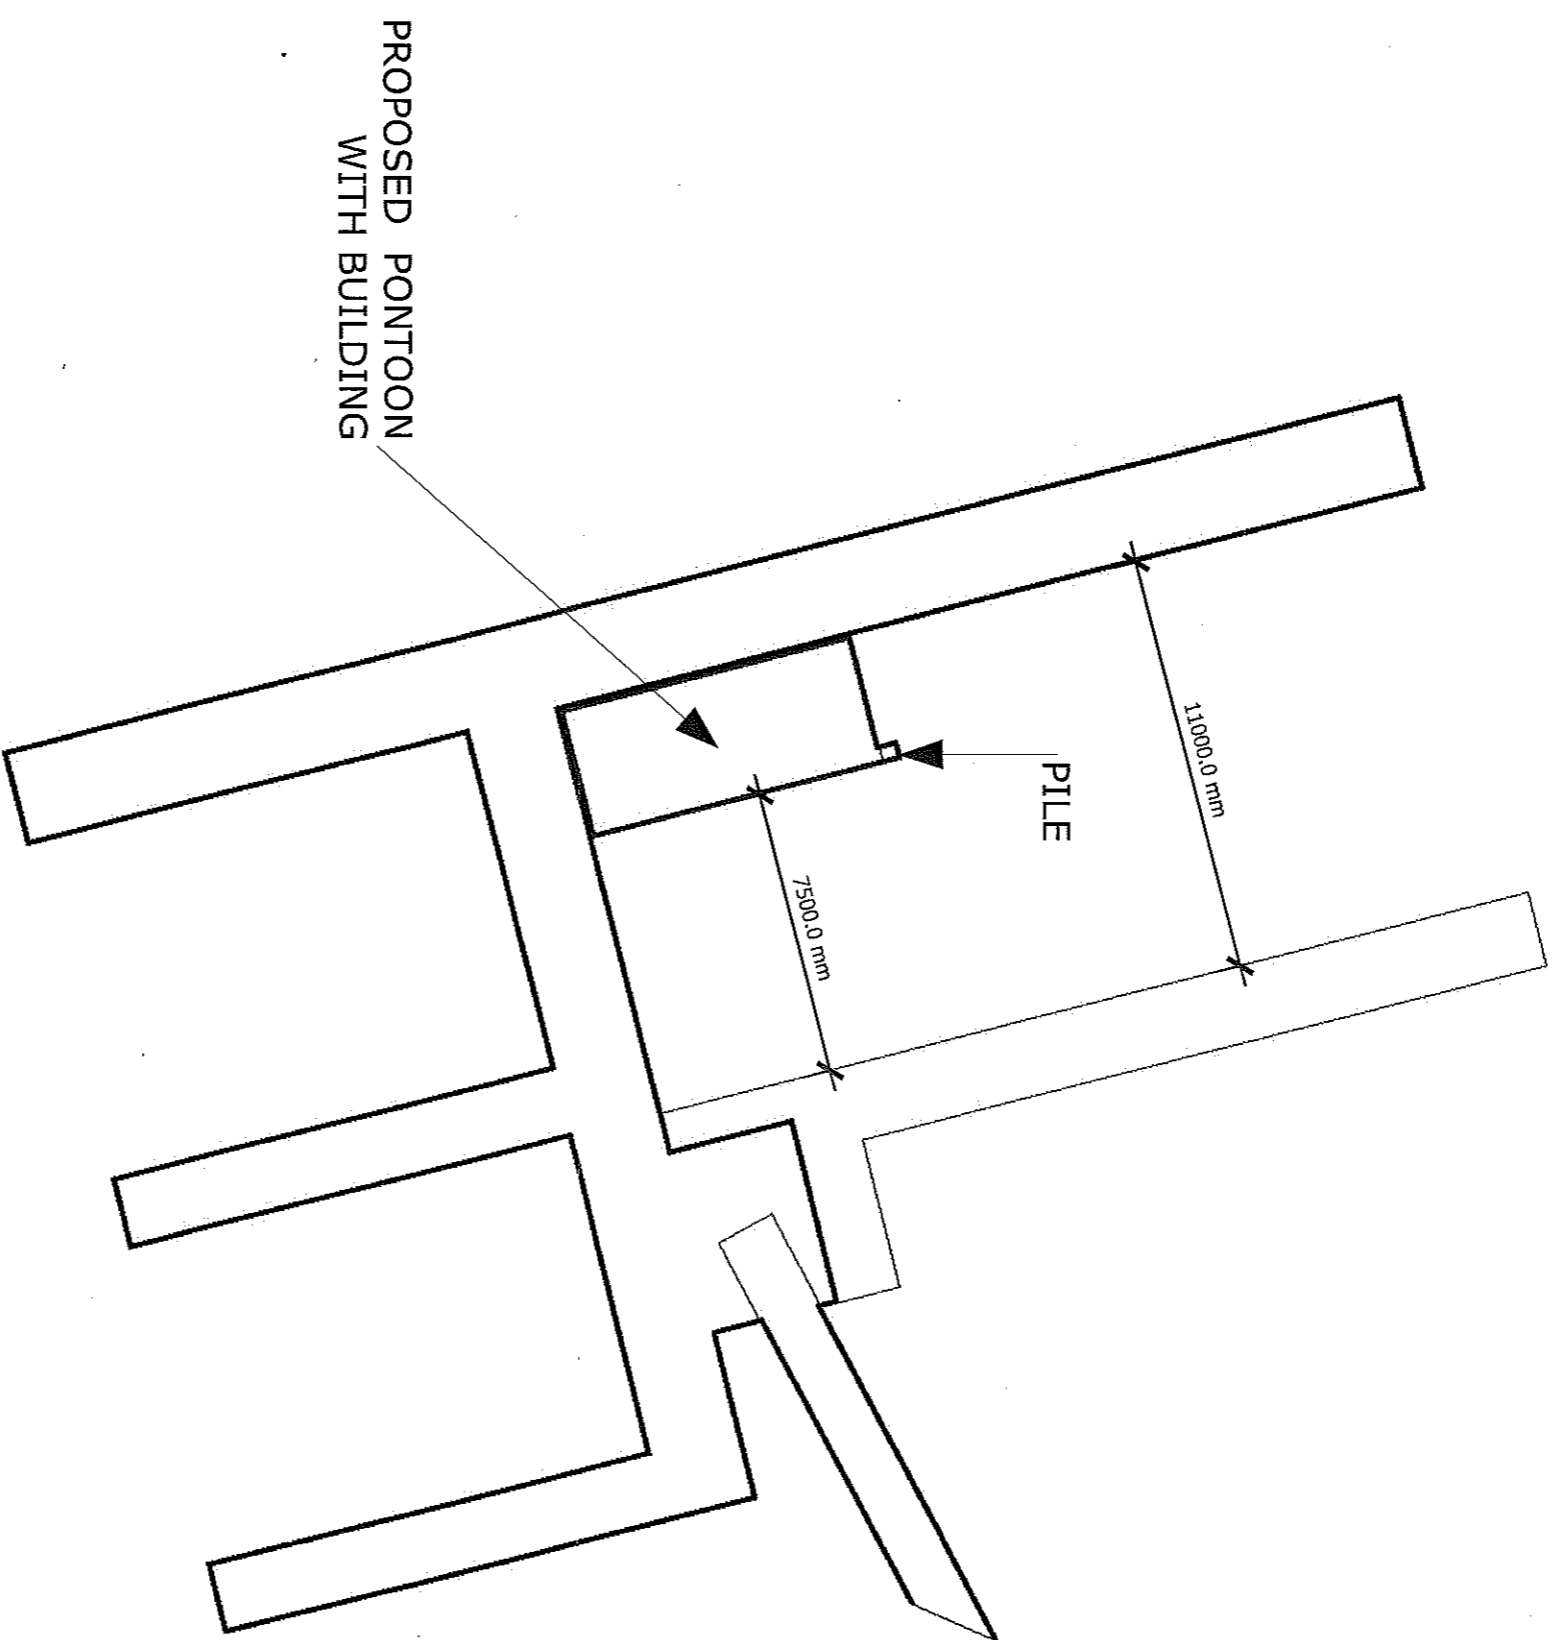 PROPOSED PONTOON
WITH BUILDING
PILE
11000.0 mm
7500.0 mm